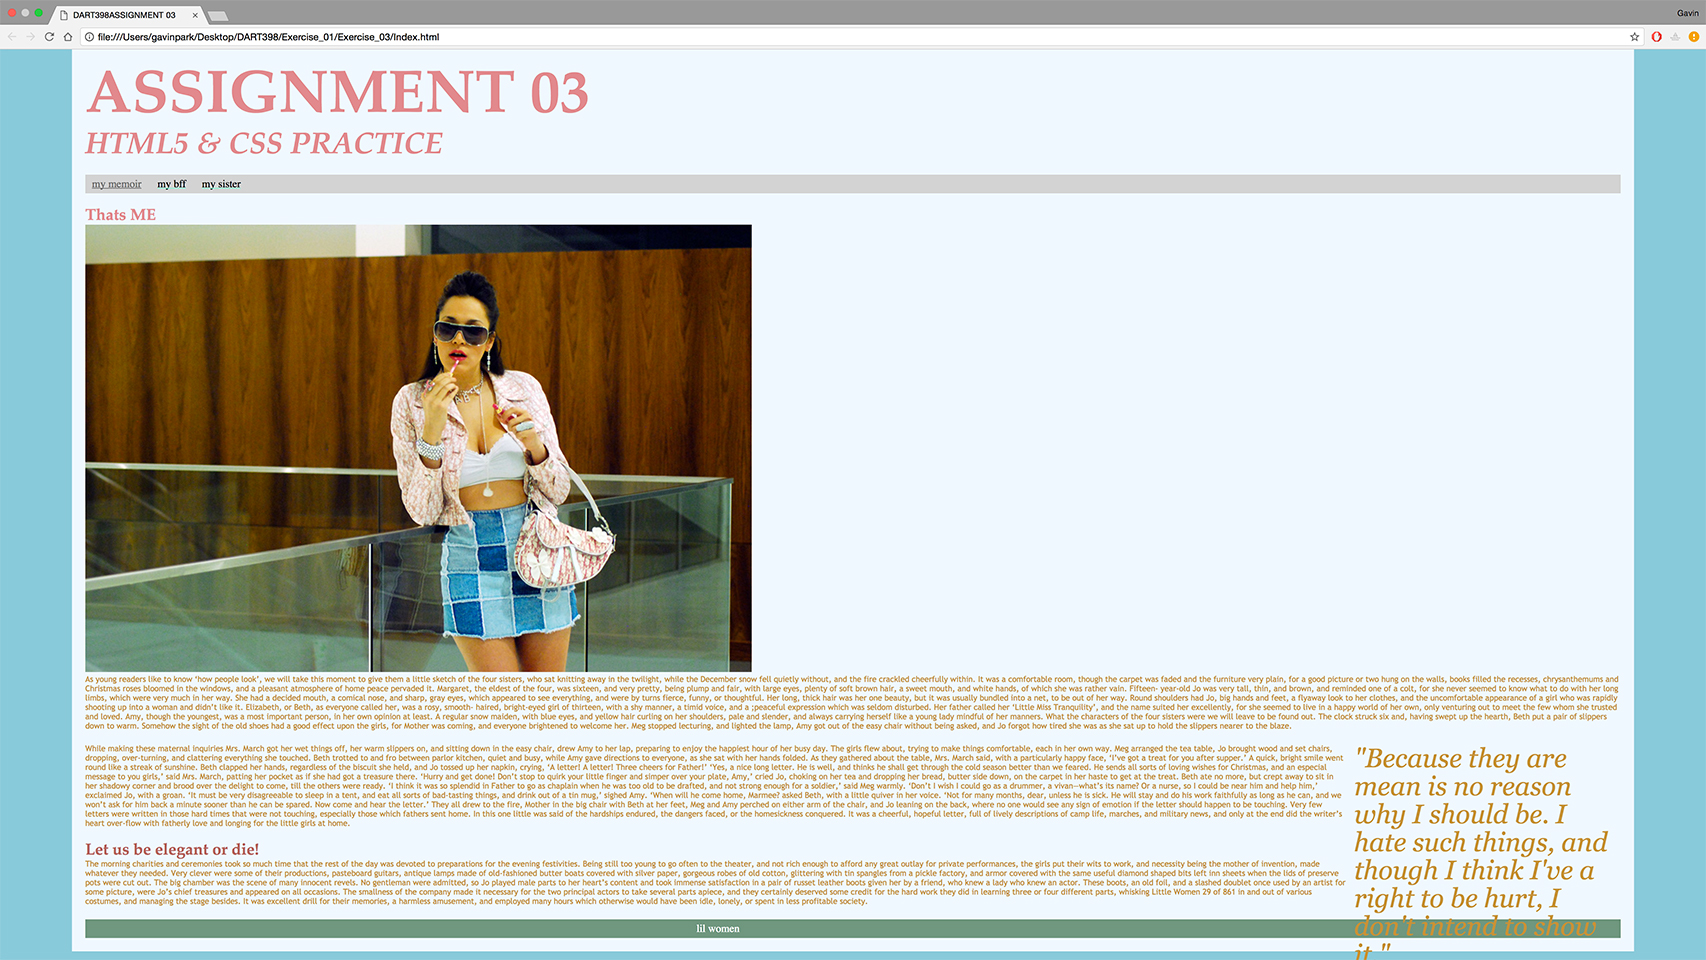 DART398ASSIGNMENT 03
Gavin
file:///Users/gavinpark/Desktop/DART398/Exercise_01/Exercise_03/Index.html
ASSIGNMENT 03
HTML5 & CSS PRACTICE
my memoir my bff my sister
Thats ME
As young readers like to know ‘how people look’, we will take this moment to give them a little sketch of the four sisters, who sat knitting away in the twilight, while the December snow fell quietly without, and the fire crackled cheerfully within. It was a comfortable room, though the carpet was faded and the furniture very plain, for a good picture or two hung on the walls, books filled the recesses, chrysanthemums and
Christmas roses bloomed in the windows, and a pleasant atmosphere of home peace pervaded it. Margaret, the eldest of the four, was sixteen, and very pretty, being plump and fair, with large eyes, plenty of soft brown hair, a sweet mouth, and white hands, of which she was rather vain. Fifteen- year-old Jo was very tall, thin, and brown, and reminded one of a colt, for she never seemed to know what to do with her long
limbs, which were very much in her way. She had a decided mouth, a comical nose, and sharp, gray eyes, which appeared to see everything, and were by turns fierce, funny, or thoughtful. Her long, thick hair was her one beauty, but it was usually bundled into a net, to be out of her way. Round shoulders had Jo, big hands and feet, a flyaway look to her clothes, and the uncomfortable appearance of a girl who was rapidly
shooting up into a woman and didn’t like it. Elizabeth, or Beth, as everyone called her, was a rosy, smooth- haired, bright-eyed girl of thirteen, with a shy manner, a timid voice, and a ;peaceful expression which was seldom disturbed. Her father called her ‘Little Miss Tranquility’, and the name suited her excellently, for she seemed to live in a happy world of her own, only venturing out to meet the few whom she trusted
and loved. Amy, though the youngest, was a most important person, in her own opinion at least. A regular snow maiden, with blue eyes, and yellow hair curling on her shoulders, pale and slender, and always carrying herself like a young lady mindful of her manners. What the characters of the four sisters were we will leave to be found out. The clock struck six and, having swept up the hearth, Beth put a pair of slippers
down to warm. Somehow the sight of the old shoes had a good effect upon the girls, for Mother was coming, and everyone brightened to welcome her. Meg stopped lecturing, and lighted the lamp, Amy got out of the easy chair without being asked, and Jo forgot how tired she was as she sat up to hold the slippers nearer to the blaze.
While making these maternal inquiries Mrs. March got her wet things off, her warm slippers on, and sitting down in the easy chair, drew Amy to her lap, preparing to enjoy the happiest hour of her busy day. The girls flew about, trying to make things comfortable, each in her own way. Meg arranged the tea table, Jo brought wood and set chairs,
dropping, over-turning, and clattering everything she touched. Beth trotted to and fro between parlor kitchen, quiet and busy, while Amy gave directions to everyone, as she sat with her hands folded. As they gathered about the table, Mrs. March said, with a particularly happy face, ‘I’ve got a treat for you after supper.’ A quick, bright smile went
round like a streak of sunshine. Beth clapped her hands, regardless of the biscuit she held, and Jo tossed up her napkin, crying, ‘A letter! A letter! Three cheers for Father!’ ‘Yes, a nice long letter. He is well, and thinks he shall get through the cold season better than we feared. He sends all sorts of loving wishes for Christmas, and an especial
message to you girls,’ said Mrs. March, patting her pocket as if she had got a treasure there. ‘Hurry and get done! Don’t stop to quirk your little finger and simper over your plate, Amy,’ cried Jo, choking on her tea and dropping her bread, butter side down, on the carpet in her haste to get at the treat. Beth ate no more, but crept away to sit in
her shadowy corner and brood over the delight to come, till the others were ready. ‘I think it was so splendid in Father to go as chaplain when he was too old to be drafted, and not strong enough for a soldier,’ said Meg warmly. ‘Don’t I wish I could go as a drummer, a vivan—what’s its name? Or a nurse, so I could be near him and help him,’
exclaimed Jo, with a groan. ‘It must be very disagreeable to sleep in a tent, and eat all sorts of bad-tasting things, and drink out of a tin mug,’ sighed Amy. ‘When will he come home, Marmee? asked Beth, with a little quiver in her voice. ‘Not for many months, dear, unless he is sick. He will stay and do his work faithfully as long as he can, and we
won’t ask for him back a minute sooner than he can be spared. Now come and hear the letter.’ They all drew to the fire, Mother in the big chair with Beth at her feet, Meg and Amy perched on either arm of the chair, and Jo leaning on the back, where no one would see any sign of emotion if the letter should happen to be touching. Very few
letters were written in those hard times that were not touching, especially those which fathers sent home. In this one little was said of the hardships endured, the dangers faced, or the homesickness conquered. It was a cheerful, hopeful letter, full of lively descriptions of camp life, marches, and military news, and only at the end did the writer’s
heart over-flow with fatherly love and longing for the little girls at home.
"Because they are
mean is no reason
why I should be. I
hate such things, and
though I think I've a
right to be hurt, I
don't intend to show
it."
Let us be elegant or die!
The morning charities and ceremonies took so much time that the rest of the day was devoted to preparations for the evening festivities. Being still too young to go often to the theater, and not rich enough to afford any great outlay for private performances, the girls put their wits to work, and necessity being the mother of invention, made
whatever they needed. Very clever were some of their productions, pasteboard guitars, antique lamps made of old-fashioned butter boats covered with silver paper, gorgeous robes of old cotton, glittering with tin spangles from a pickle factory, and armor covered with the same useful diamond shaped bits left inn sheets when the lids of preserve
pots were cut out. The big chamber was the scene of many innocent revels. No gentleman were admitted, so Jo played male parts to her heart’s content and took immense satisfaction in a pair of russet leather boots given her by a friend, who knew a lady who knew an actor. These boots, an old foil, and a slashed doublet once used by an artist for
some picture, were Jo’s chief treasures and appeared on all occasions. The smallness of the company made it necessary for the two principal actors to take several parts apiece, and they certainly deserved some credit for the hard work they did in learning three or four different parts, whisking Little Women 29 of 861 in and out of various
costumes, and managing the stage besides. It was excellent drill for their memories, a harmless amusement, and employed many hours which otherwise would have been idle, lonely, or spent in less profitable society.
lil women